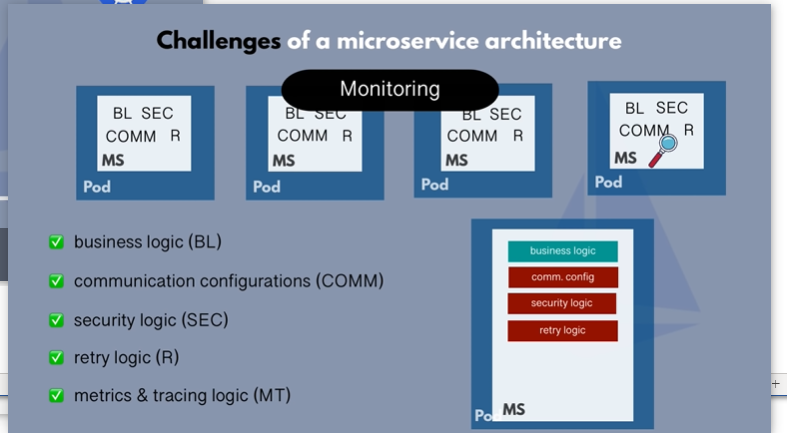 Challenges of a microservice architecture
Monitoring
BL SEC
COMM R
MS
Pod
BL SEC
COMM R
MS
Pod
BL SEC
COMM R
MS
Pod
BL SEC
COMM R
MS
Pod
business logic (BL)
communication configurations (COMM)
security logic (SEC)
retry logic (R)
metrics & tracing logic (MT)
business logic
comm. config
security logic
retry logic
MS
Pod